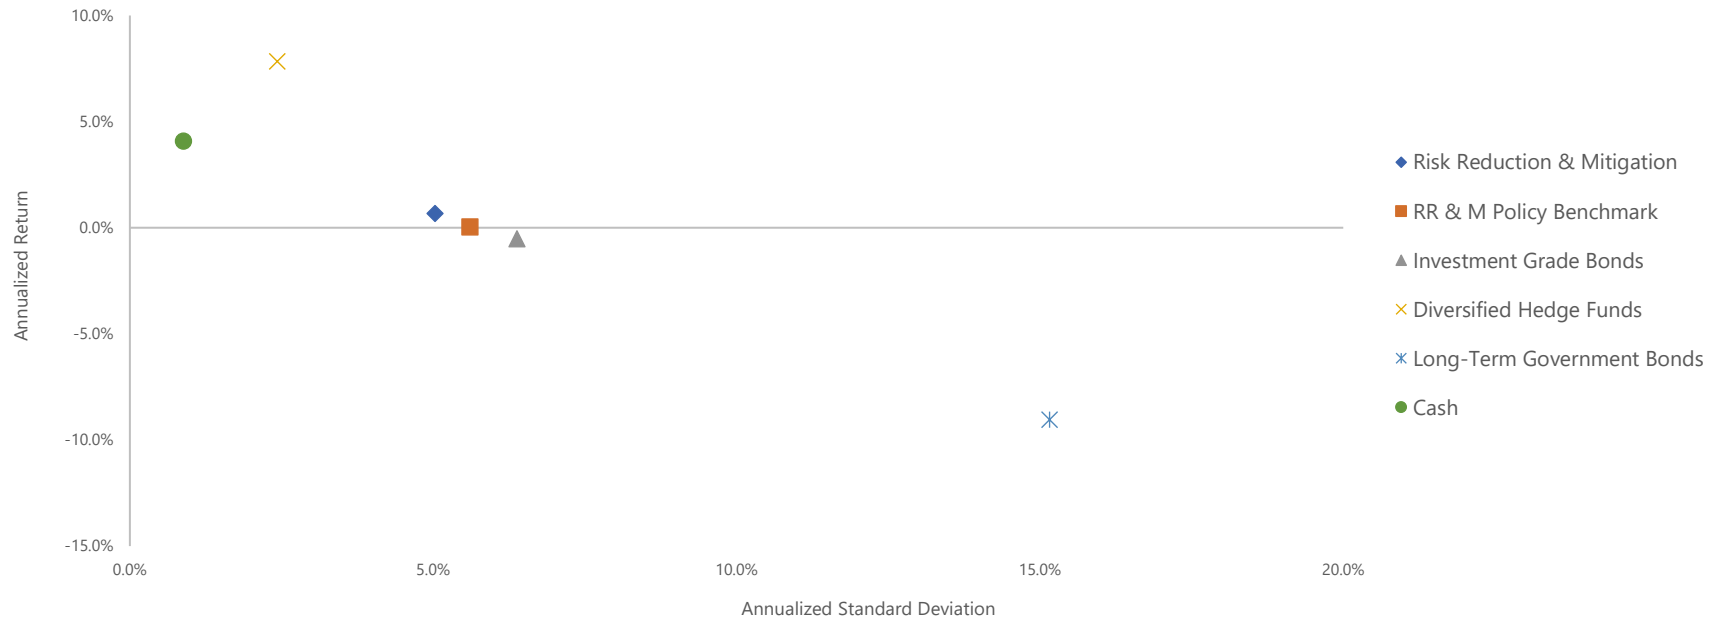 10.0%
5.0%
0.0%
-5.0%
-10.0%
-15.0%
Annualized Return
0.0%
5.0%
10.0%
15.0%
20.0%
Annualized Standard Deviation
Risk Reduction & Mitigation
RR & M Policy Benchmark
Investment Grade Bonds
Diversified Hedge Funds
Long-Term Government Bonds
Cash